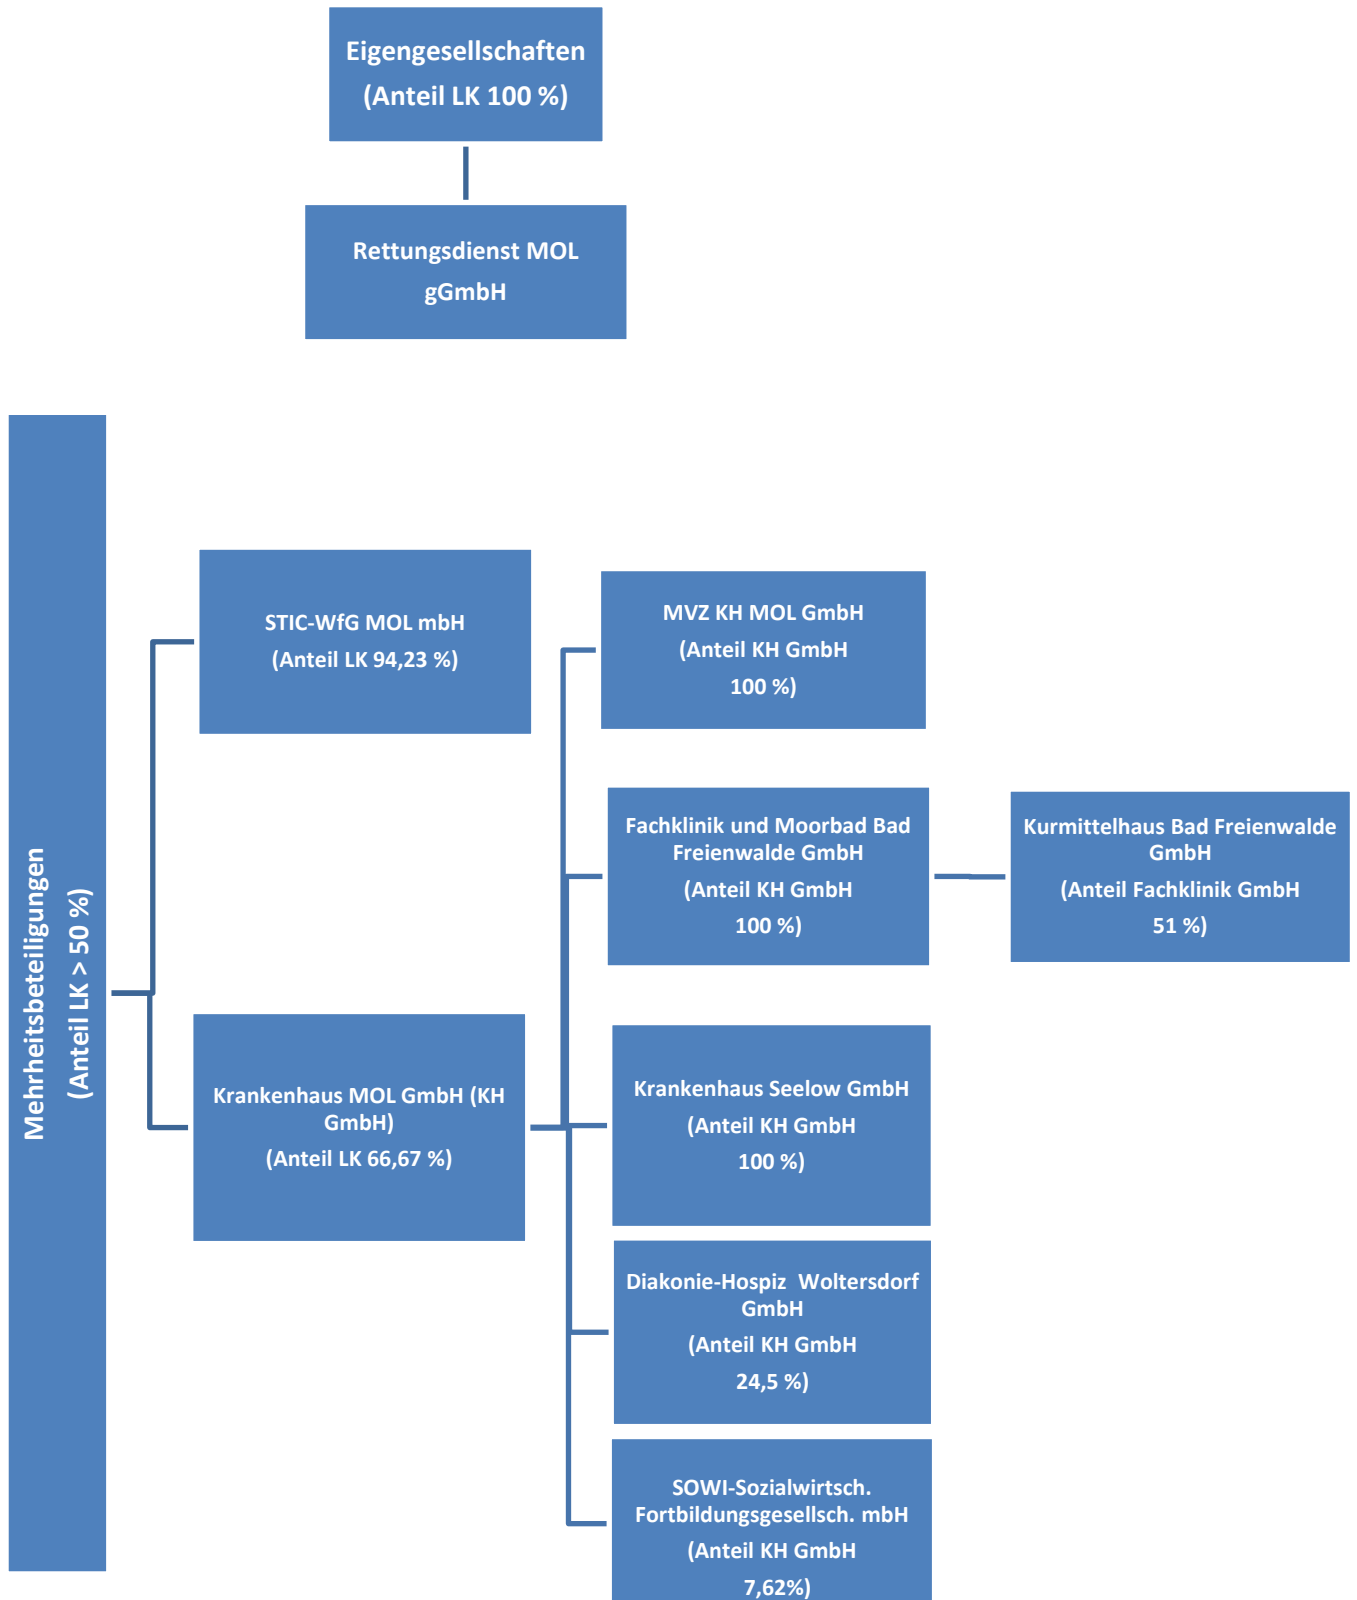 Eigengesellschaften
(Anteil LK 100 %)
Rettungsdienst MOL
gGmbH
Mehrheitsbeteiligungen
(Anteil LK > 50 %)
STIC-WfG MOL mbH
(Anteil LK 94,23 %)
Krankenhaus MOL GmbH (KH
GmbH)
(Anteil LK 66,67 %)
MVZ KH MOL GmbH
(Anteil KH GmbH
100 %)
Fachklinik und Moorbad Bad
Freienwalde GmbH
(Anteil KH GmbH
100 %)
Kurmittelhaus Bad Freienwalde
GmbH
(Anteil Fachklinik GmbH
51 %)
Krankenhaus Seelow GmbH
(Anteil KH GmbH
100 %)
Diakonie-Hospiz  Woltersdorf
GmbH
(Anteil KH GmbH
24,5 %)
SOWI-Sozialwirtsch.
Fortbildungsgesellsch. mbH
(Anteil KH GmbH
7,62%)